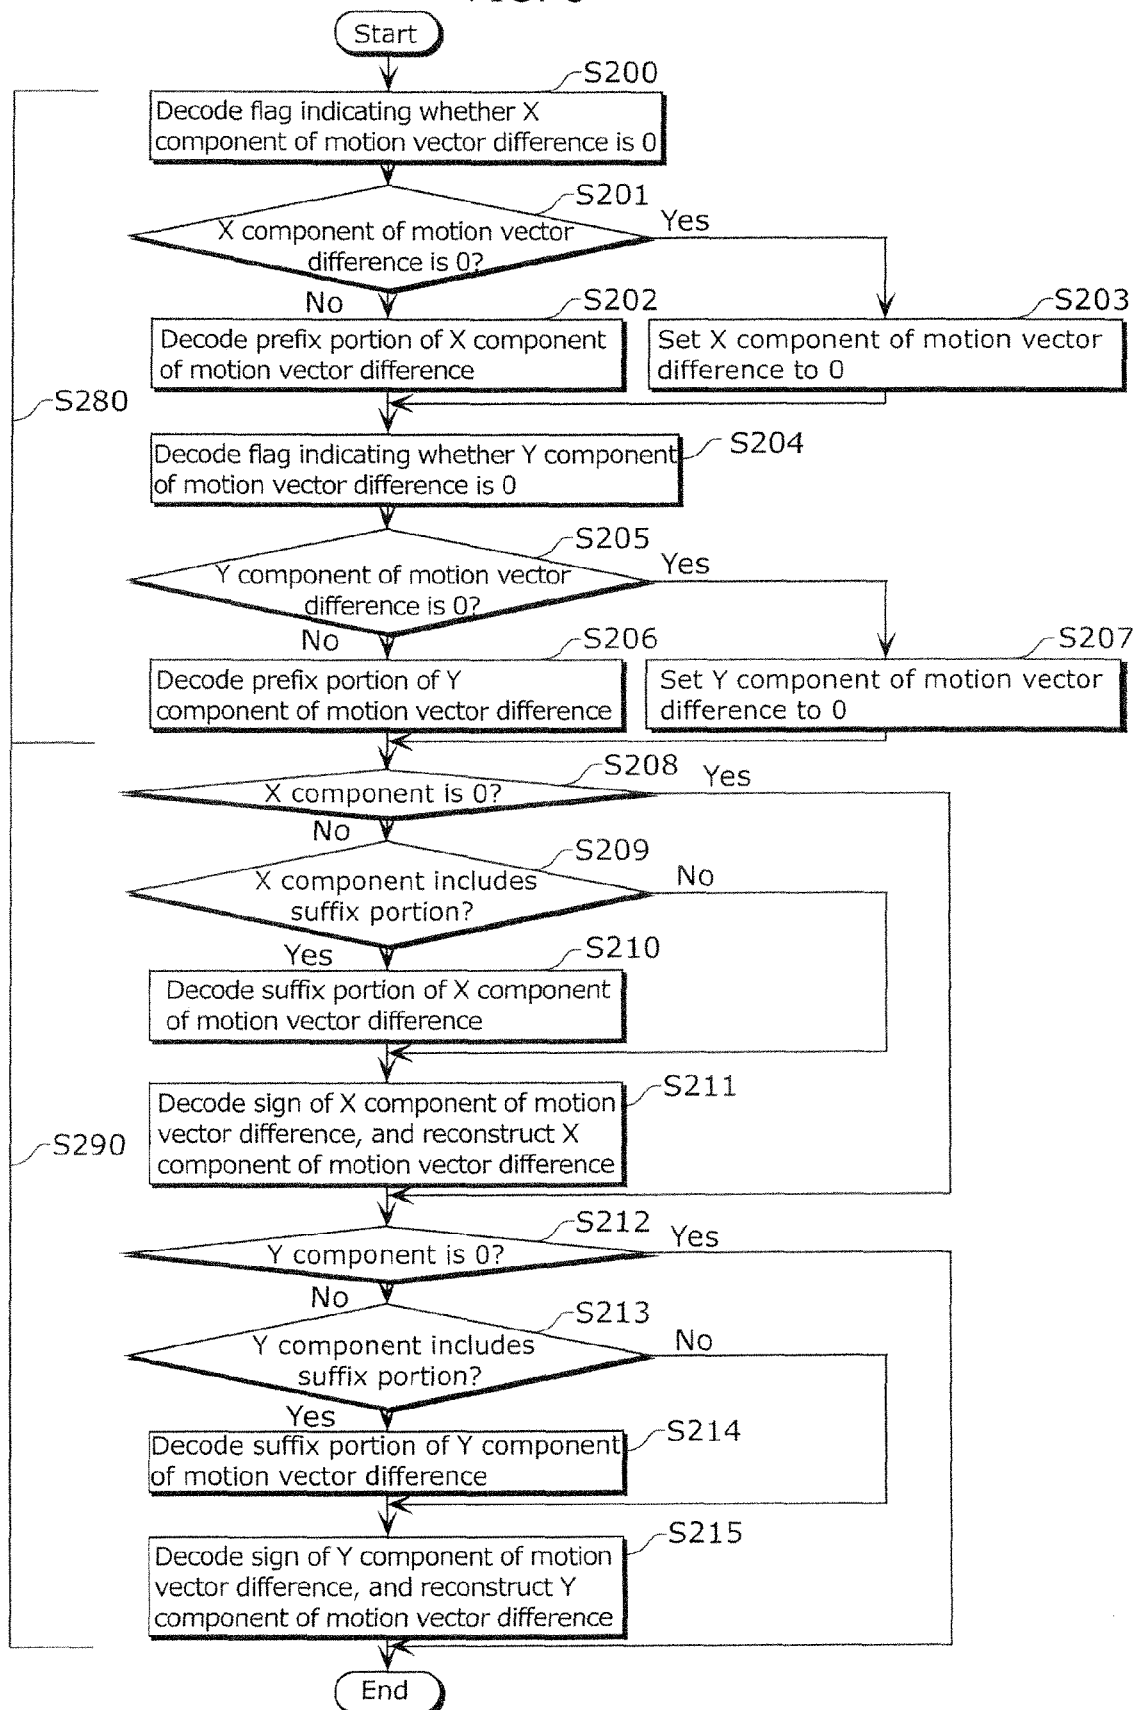 Start
S200
Decode flag indicating whether X
component of motion vector difference is 0
S201
X component of motion vector
difference is 0?
Yes
No
S202
Decode prefix portion of X component
of motion vector difference
S203
Set X component of motion vector
difference to 0
S280
S204
Decode flag indicating whether Y component
of motion vector difference is 0
S205
Y component of motion vector
difference is 0?
Yes
No
S206
Decode prefix portion of Y
component of motion vector difference
S207
Set Y component of motion vector
difference to 0
S208
X component is 0?
Yes
No
S209
X component includes
suffix portion?
No
Yes
S210
Decode suffix portion of X component
of motion vector difference
S211
Decode sign of X component of motion
vector difference, and reconstruct X
component of motion vector difference
S290
S212
Y component is 0?
Yes
No
S213
Y component includes
suffix portion?
No
Yes
S214
Decode suffix portion of Y component
of motion vector difference
S215
Decode sign of Y component of motion
vector difference, and reconstruct Y
component of motion vector difference
End